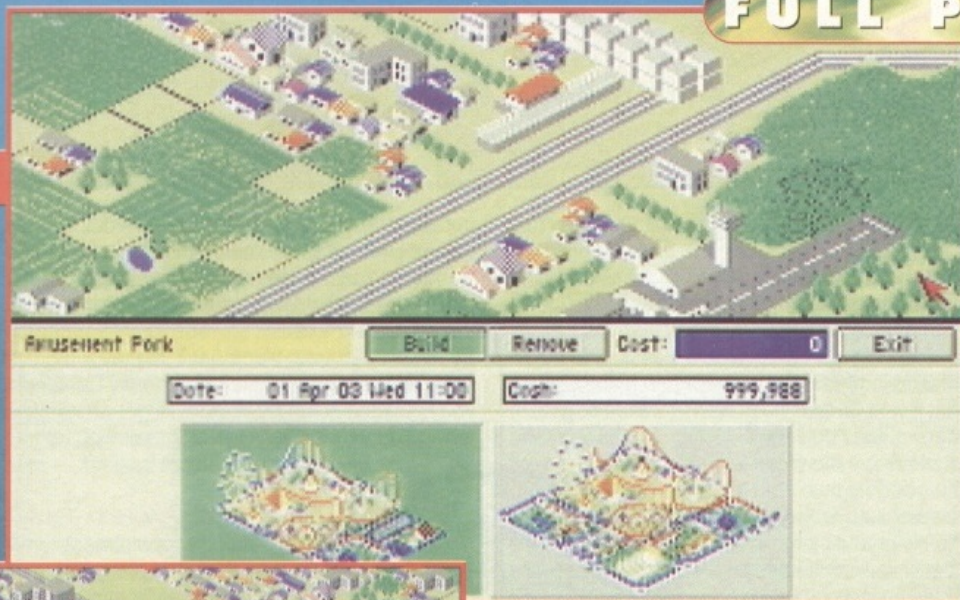 FULL P
Amusement Park Build Remove Cost: 0 Exit
Date: 01 Apr 03 Wed 11:00 Cash: 999,988